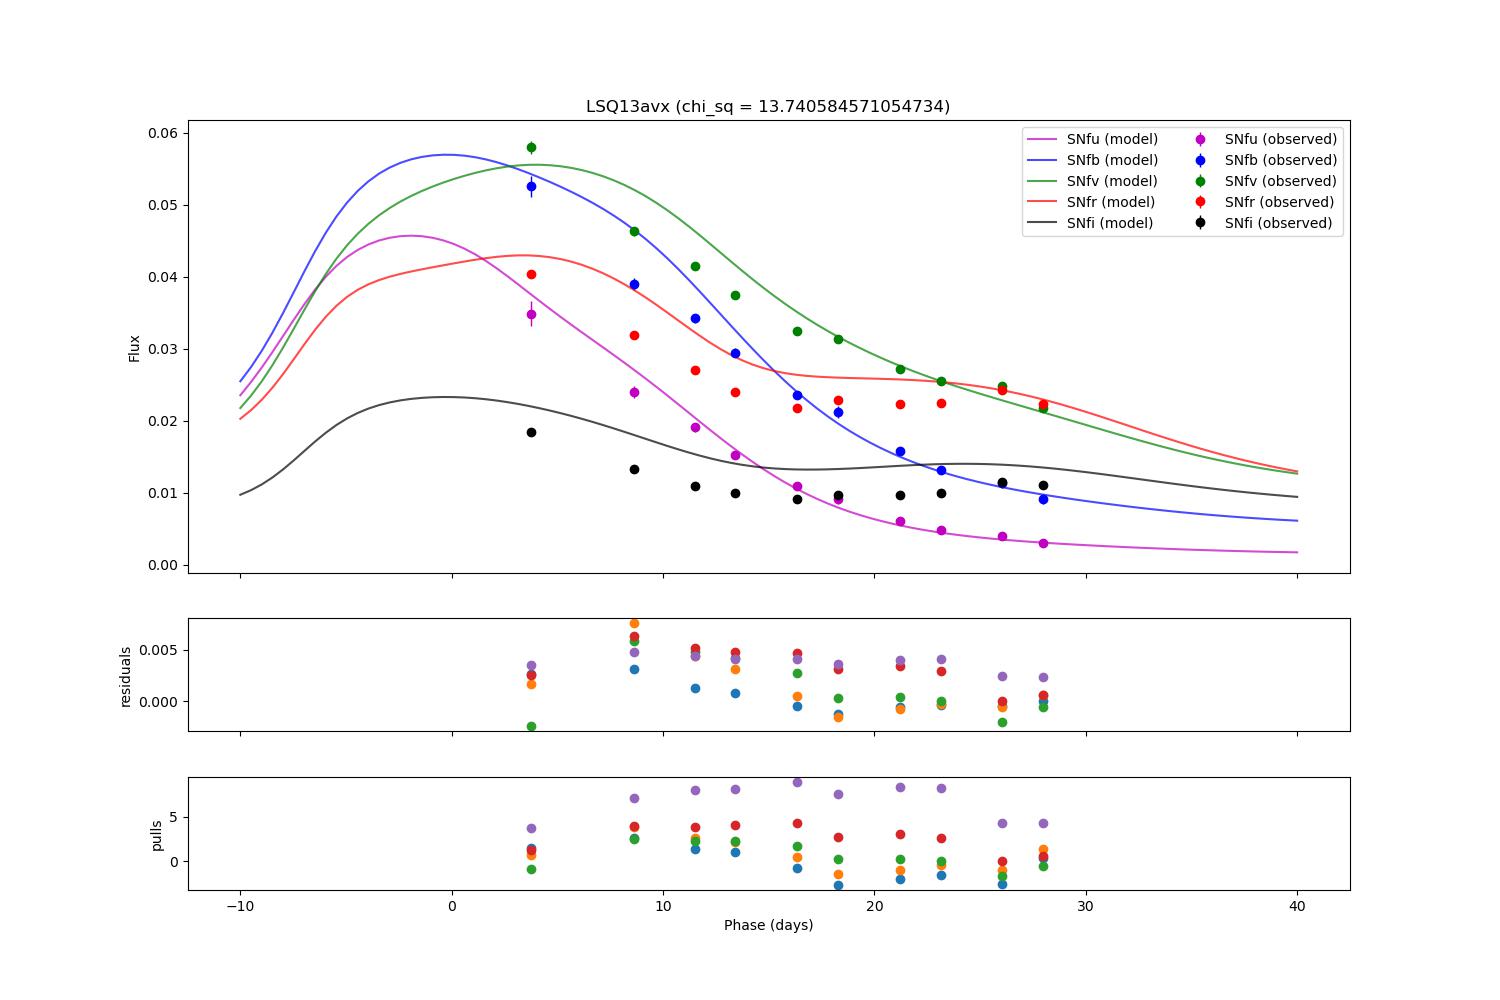 LSQ13avx (chi_sq = 13.740584571054734)
0.06
0.05
0.04
0.03
0.02
0.01
0.00
Flux
SNfu (model)
SNfb (model)
SNfv (model)
SNfr (model)
SNfi (model)
SNfu (observed)
SNfb (observed)
SNfv (observed)
SNfr (observed)
SNfi (observed)
0.005
0.000
residuals
5
0
pulls
−10 0 10 20 30 40
Phase (days)